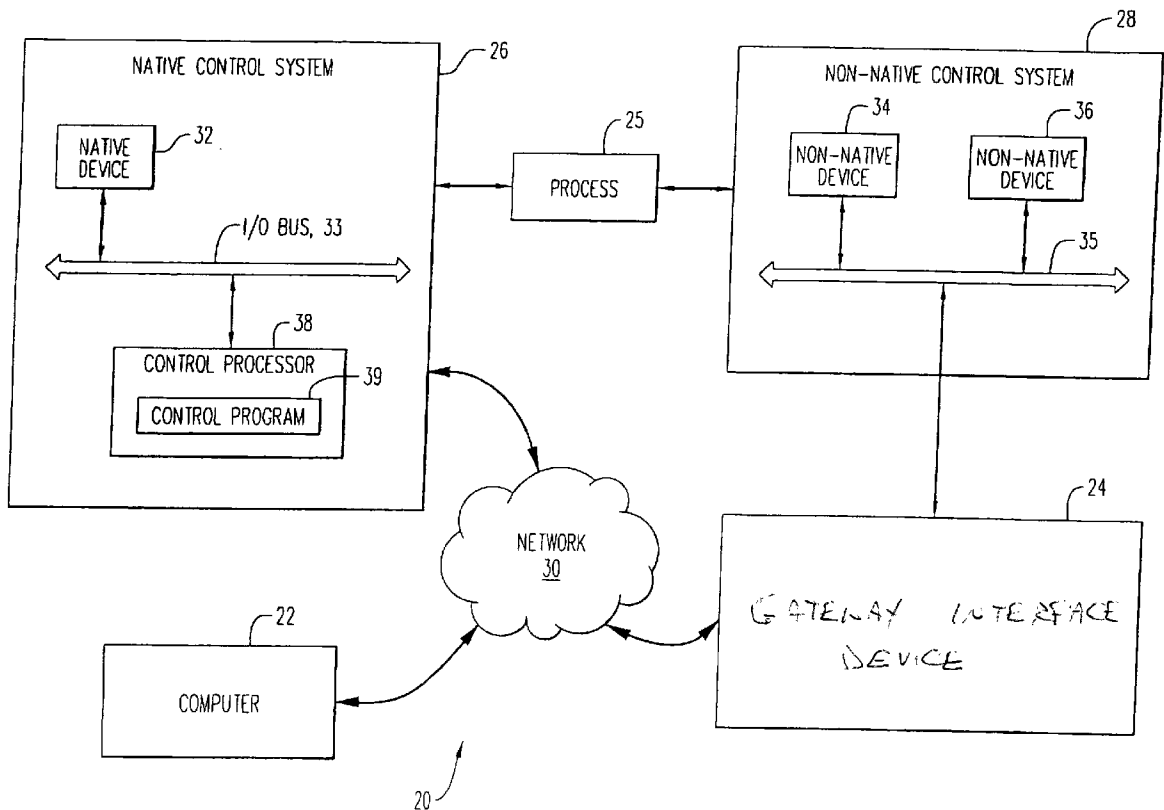 26
NATIVE CONTROL SYSTEM
32
NATIVE
DEVICE
I/O BUS, 33
38
CONTROL PROCESSOR
39
CONTROL PROGRAM
25
PROCESS
28
NON-NATIVE CONTROL SYSTEM
34
NON-NATIVE
DEVICE
36
NON-NATIVE
DEVICE
35
NETWORK
30
24
GATEWAY INTERFACE
DEVICE
22
COMPUTER
20